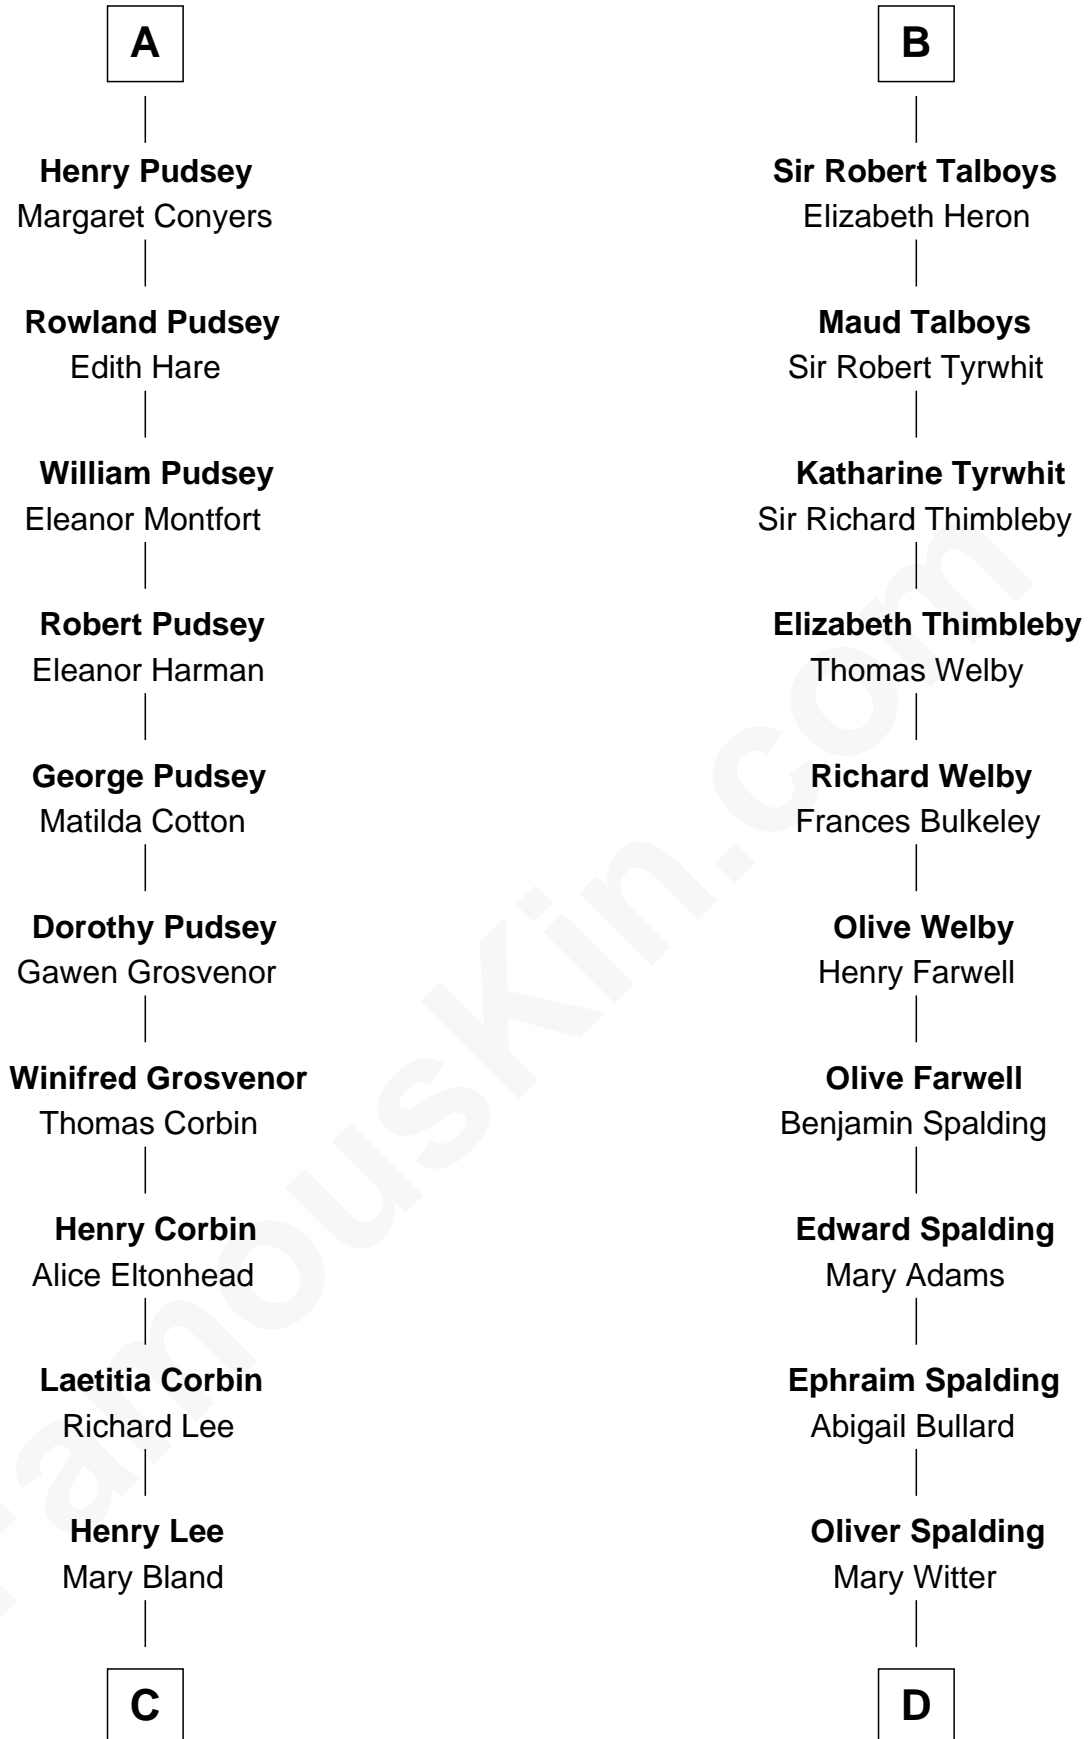 A
Henry Pudsey
Margaret Conyers
Rowland Pudsey
Edith Hare
William Pudsey
Eleanor Montfort
Robert Pudsey
Eleanor Harman
George Pudsey
Matilda Cotton
Dorothy Pudsey
Gawen Grosvenor
Winifred Grosvenor
Thomas Corbin
Henry Corbin
Alice Eltonhead
Laetitia Corbin
Richard Lee
Henry Lee
Mary Bland
C
B
Sir Robert Talboys
Elizabeth Heron
Maud Talboys
Sir Robert Tyrwhit
Katharine Tyrwhit
Sir Richard Thimbleby
Elizabeth Thimbleby
Thomas Welby
Richard Welby
Frances Bulkeley
Olive Welby
Henry Farwell
Olive Farwell
Benjamin Spalding
Edward Spalding
Mary Adams
Ephraim Spalding
Abigail Bullard
Oliver Spalding
Mary Witter
D
FamousKin.com